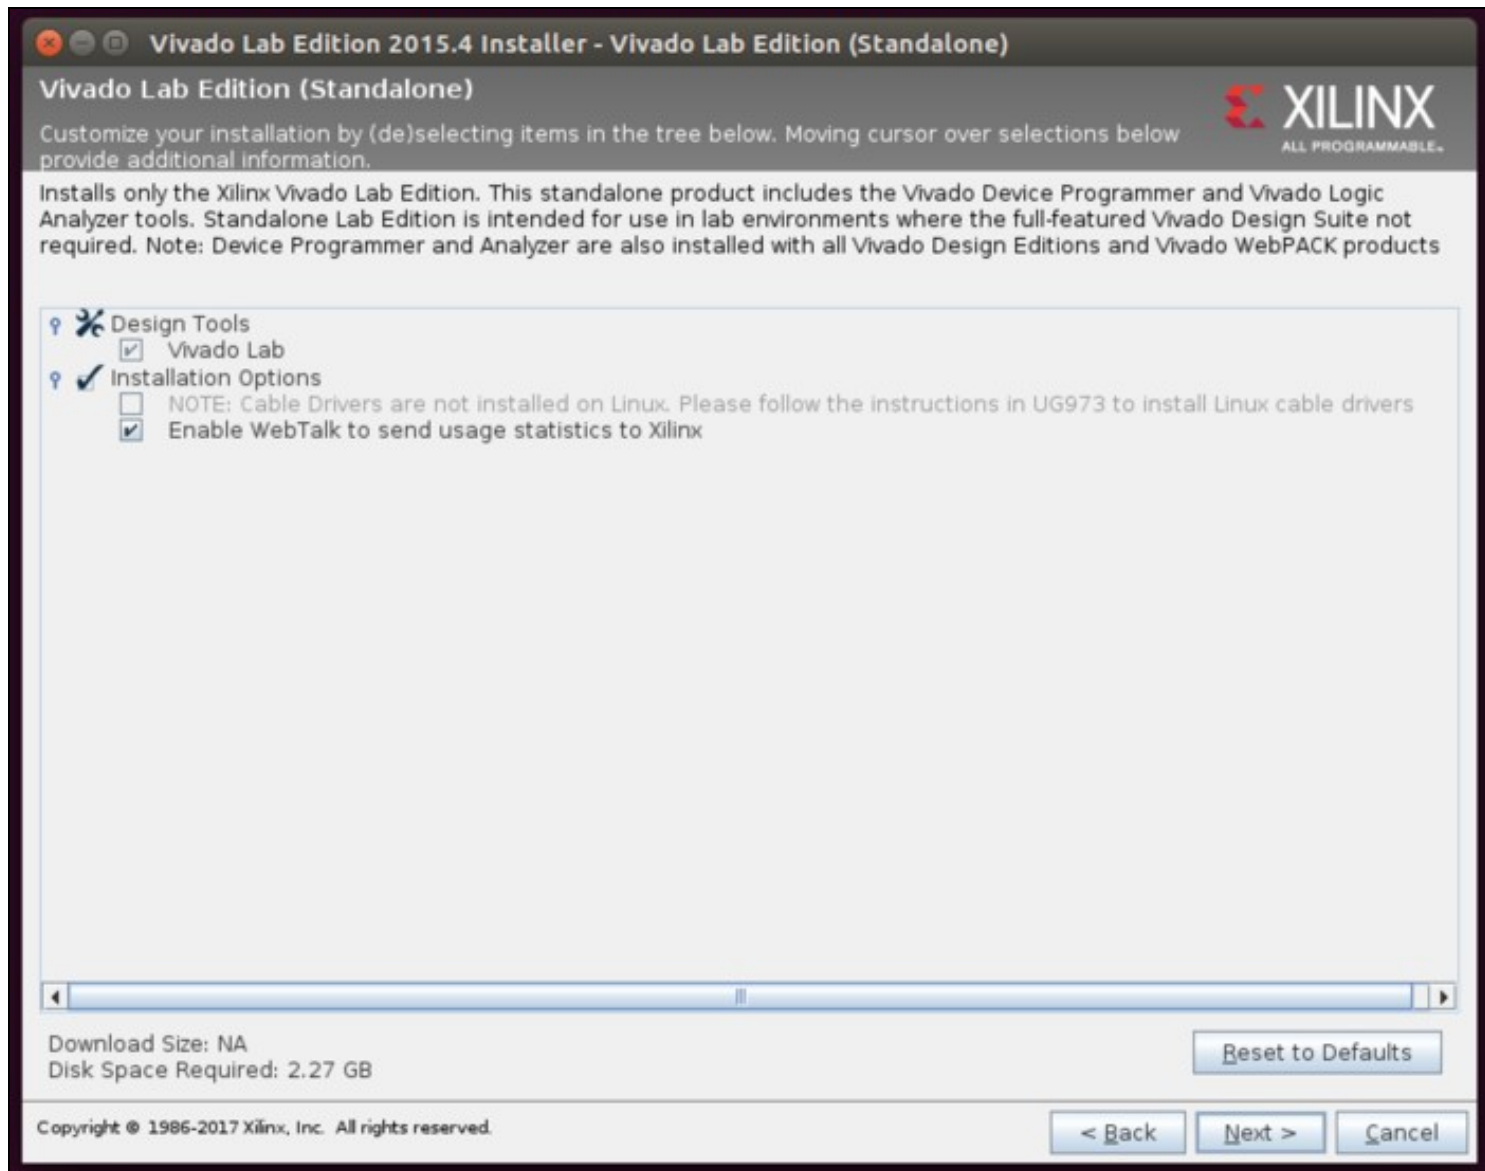 Vivado Lab Edition 2015.4 Installer - Vivado Lab Edition (Standalone)
Vivado Lab Edition (Standalone)
Customize your installation by (de)selecting items in the tree below. Moving cursor over selections below
provide additional information.
XILINX
ALL PROGRAMMABLE.
Installs only the Xilinx Vivado Lab Edition. This standalone product includes the Vivado Device Programmer and Vivado Logic
Analyzer tools. Standalone Lab Edition is intended for use in lab environments where the full-featured Vivado Design Suite not
required. Note: Device Programmer and Analyzer are also installed with all Vivado Design Editions and Vivado WebPACK products
Design Tools
Vivado Lab
Installation Options
NOTE: Cable Drivers are not installed on Linux. Please follow the instructions in UG973 to install Linux cable drivers
Enable WebTalk to send usage statistics to Xilinx
Download Size: NA
Disk Space Required: 2.27 GB
Reset to Defaults
Copyright © 1986-2017 Xilinx, Inc. All rights reserved.
< Back
Next >
Cancel